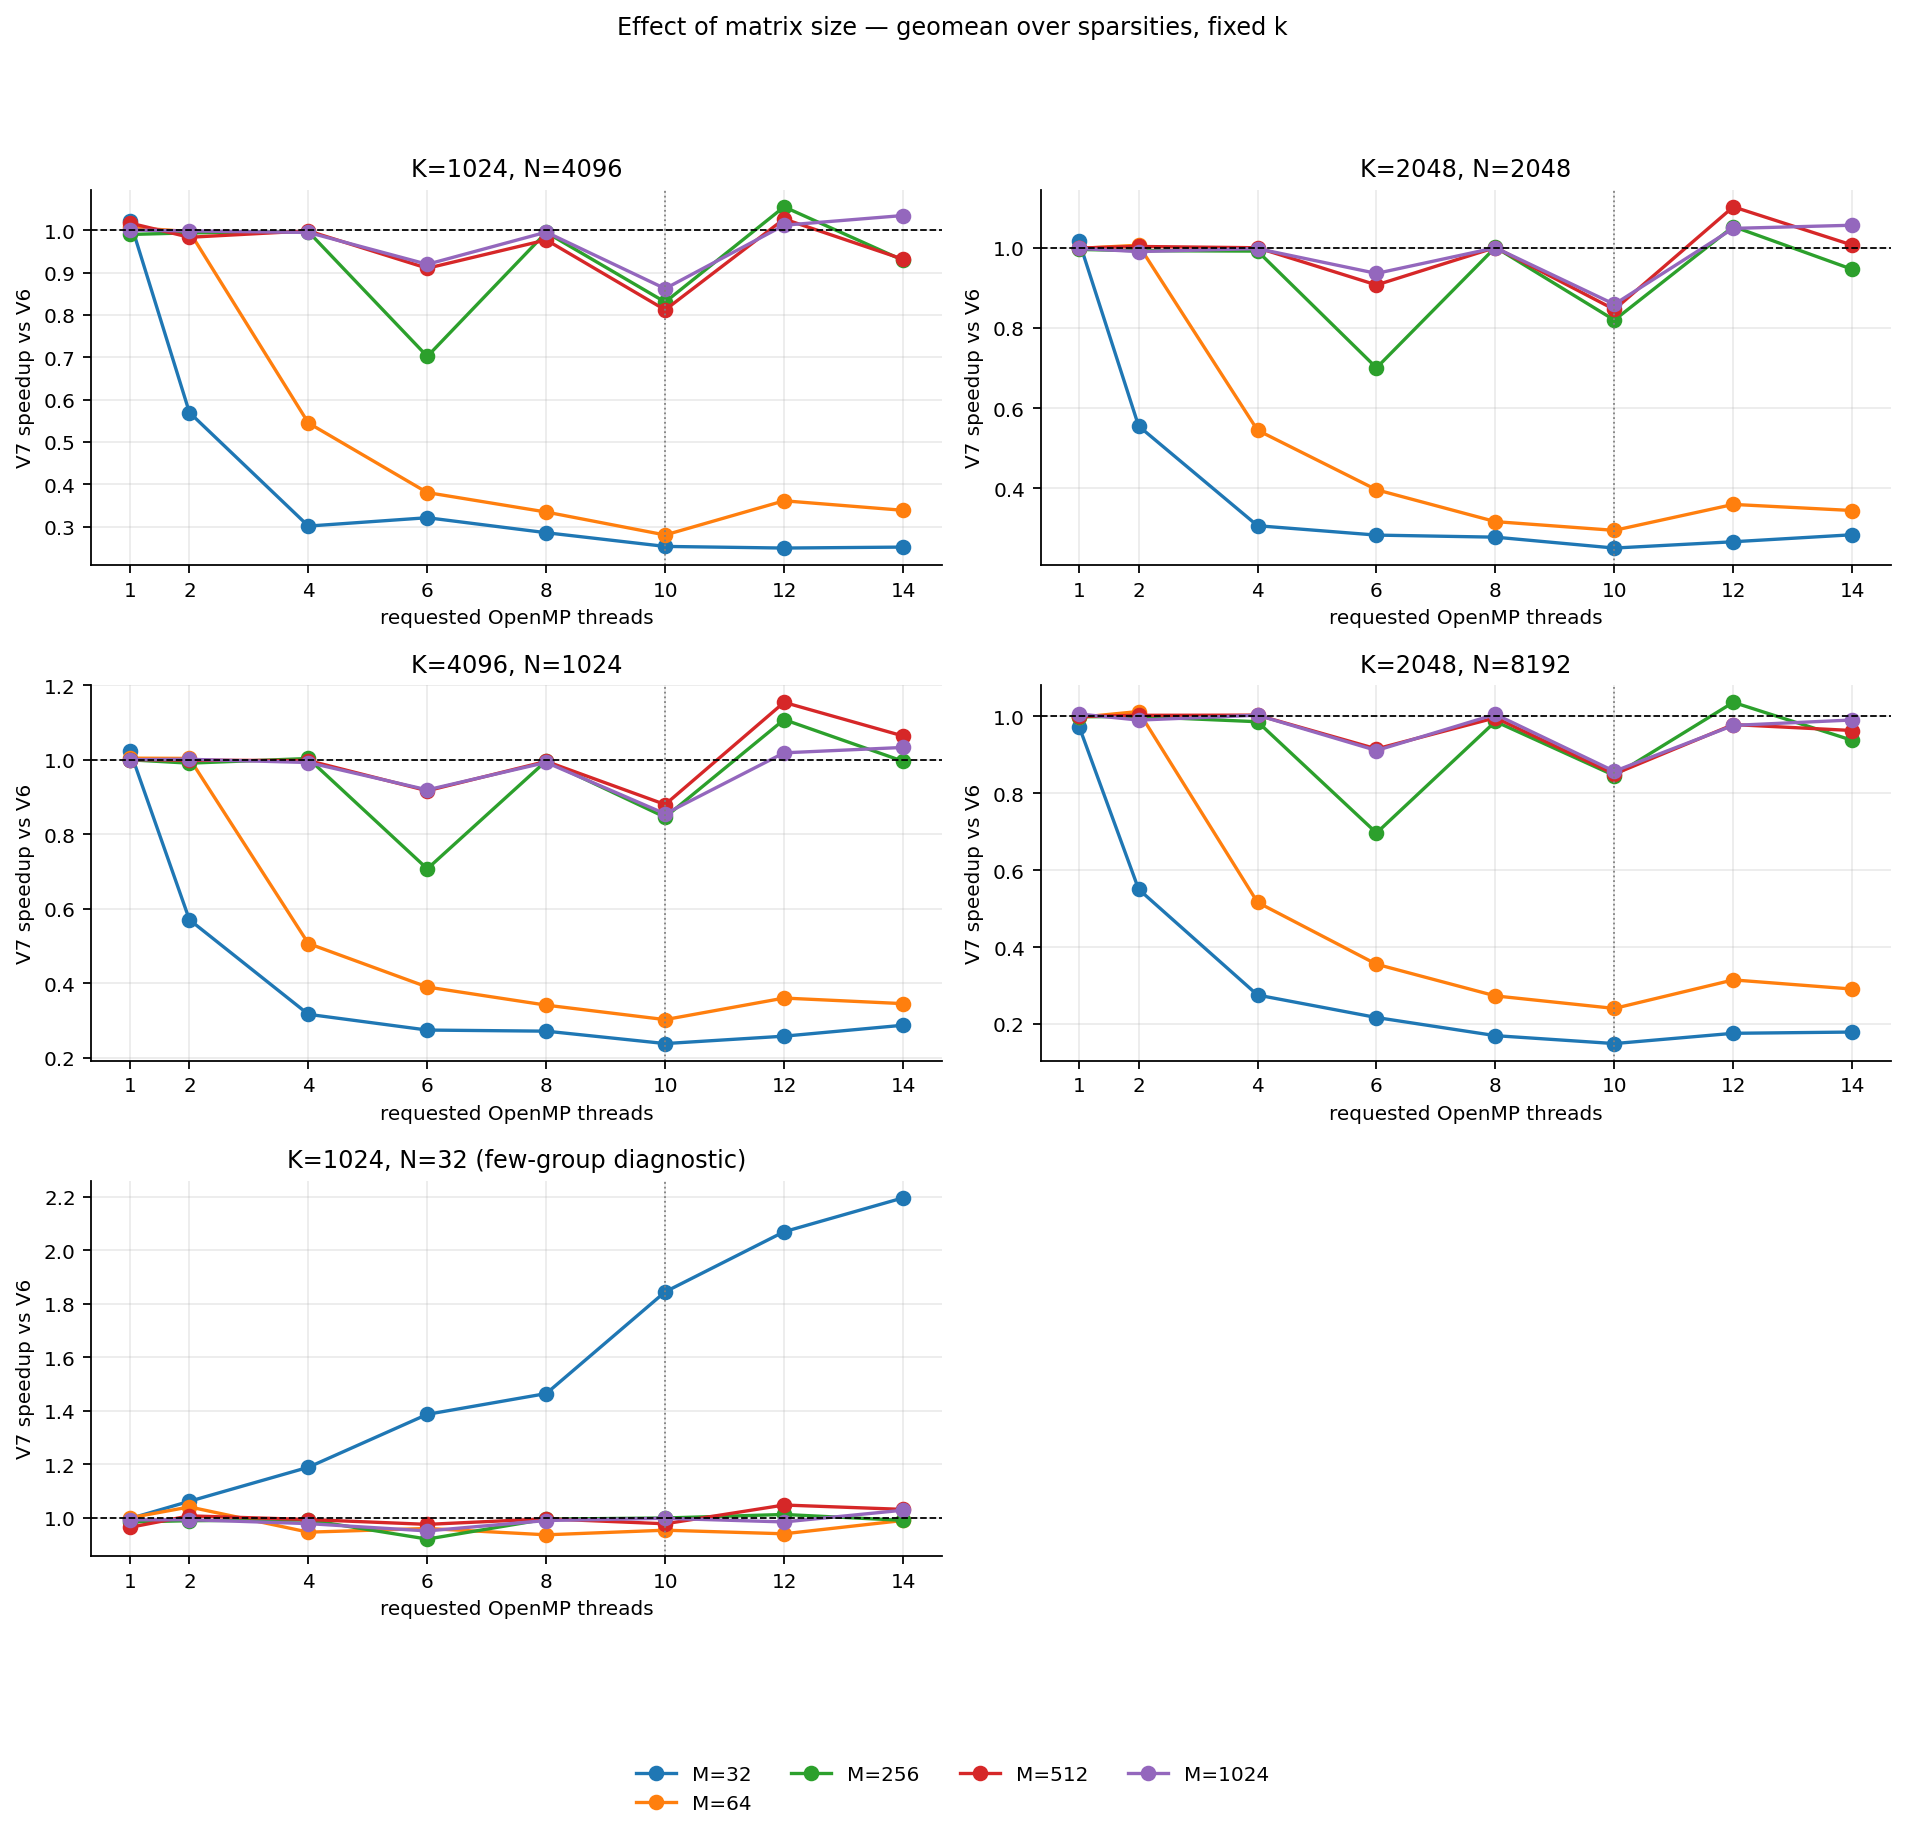 Effect of matrix size — geomean over sparsities, fixed k
K=1024, N=4096
V7 speedup vs V6
1.0
0.9
0.8
0.7
0.6
0.5
0.4
0.3
1 2 4 6 8 10 12 14
requested OpenMP threads
K=2048, N=2048
V7 speedup vs V6
1.0
0.8
0.6
0.4
1 2 4 6 8 10 12 14
requested OpenMP threads
K=4096, N=1024
V7 speedup vs V6
1.2
1.0
0.8
0.6
0.4
0.2
1 2 4 6 8 10 12 14
requested OpenMP threads
K=2048, N=8192
V7 speedup vs V6
1.0
0.8
0.6
0.4
0.2
1 2 4 6 8 10 12 14
requested OpenMP threads
K=1024, N=32 (few-group diagnostic)
V7 speedup vs V6
2.2
2.0
1.8
1.6
1.4
1.2
1.0
1 2 4 6 8 10 12 14
requested OpenMP threads
M=32 M=256 M=512 M=1024
M=64